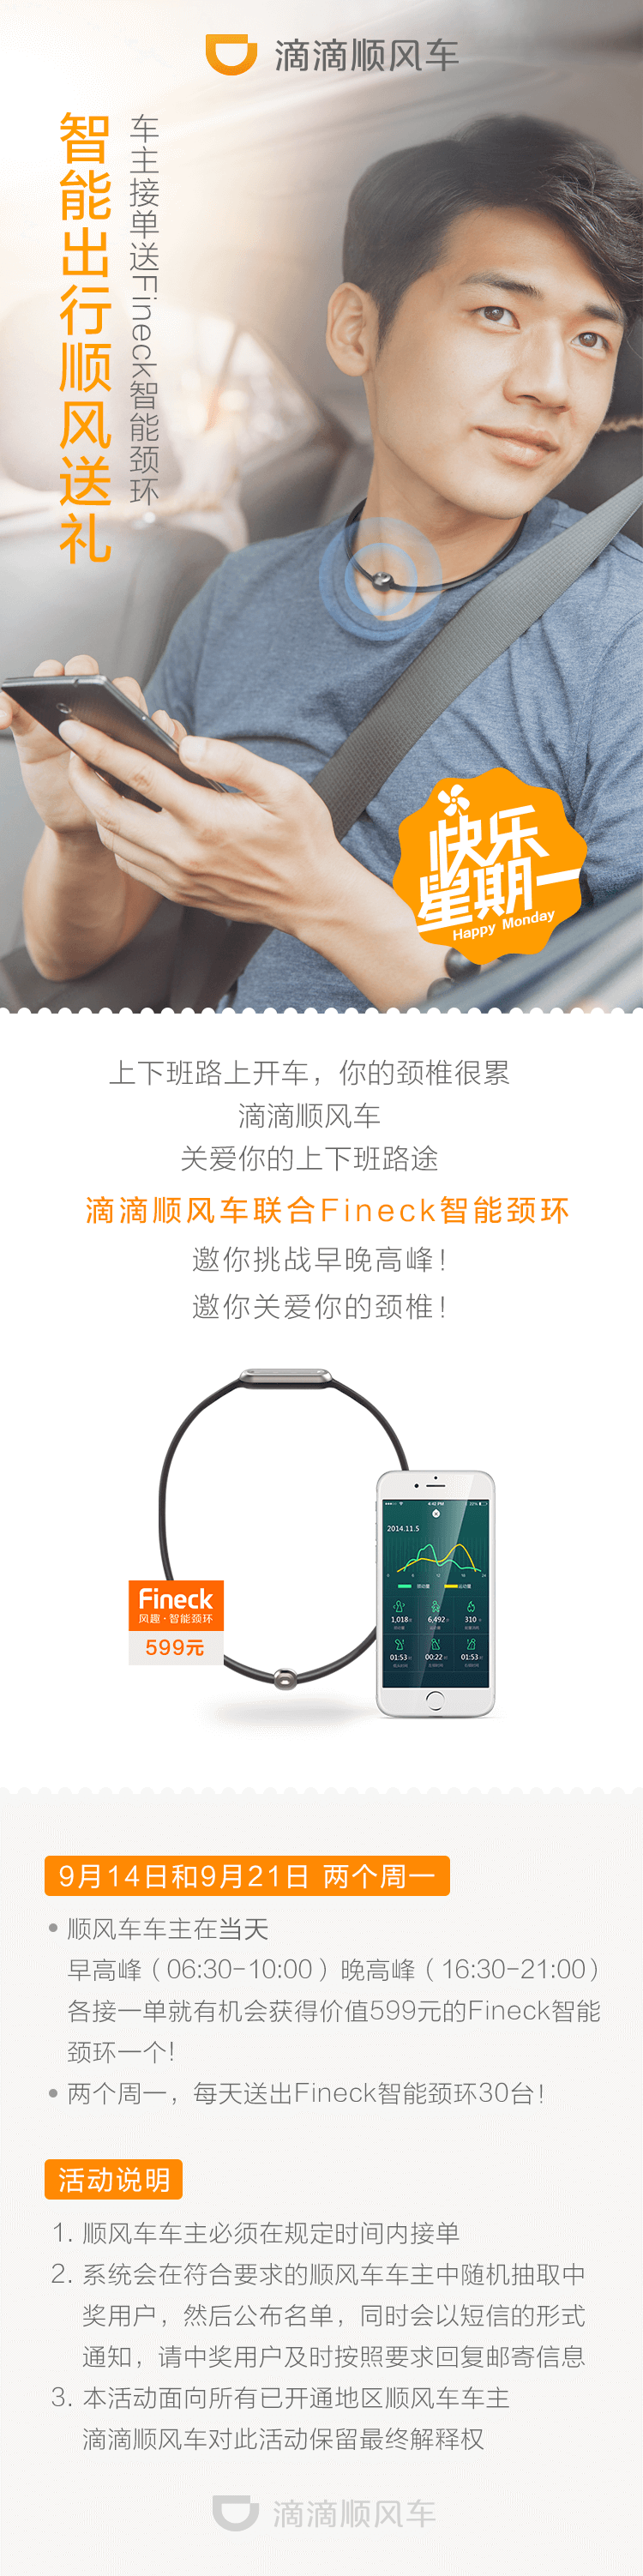 滴滴顺风车
智能出行顺风送礼
车主接单送Fineck智能颈环
快乐
星期一
Happy Monday
上下班路上开车，你的颈椎很累
滴滴顺风车
关爱你的上下班路途
滴滴顺风车联合Fineck智能颈环
邀你挑战早晚高峰！
邀你关爱你的颈椎！
4:42 PM
22%
2014.11.5
0 6 12 18 24
运动量
1,018
6,492
310
01:53
00:22
01:53
Fineck
风趣·智能颈环
599元
9月14日和9月21日 两个周一
• 顺风车车主在当天
早高峰（06:30-10:00）晚高峰（16:30-21:00）
各接一单就有机会获得价值599元的Fineck智能
颈环一个!
• 两个周一，每天送出Fineck智能颈环30台！
活动说明
1. 顺风车车主必须在规定时间内接单
2. 系统会在符合要求的顺风车车主中随机抽取中
奖用户，然后公布名单，同时会以短信的形式
通知，请中奖用户及时按照要求回复邮寄信息
3. 本活动面向所有已开通地区顺风车车主
滴滴顺风车对此活动保留最终解释权
滴滴顺风车